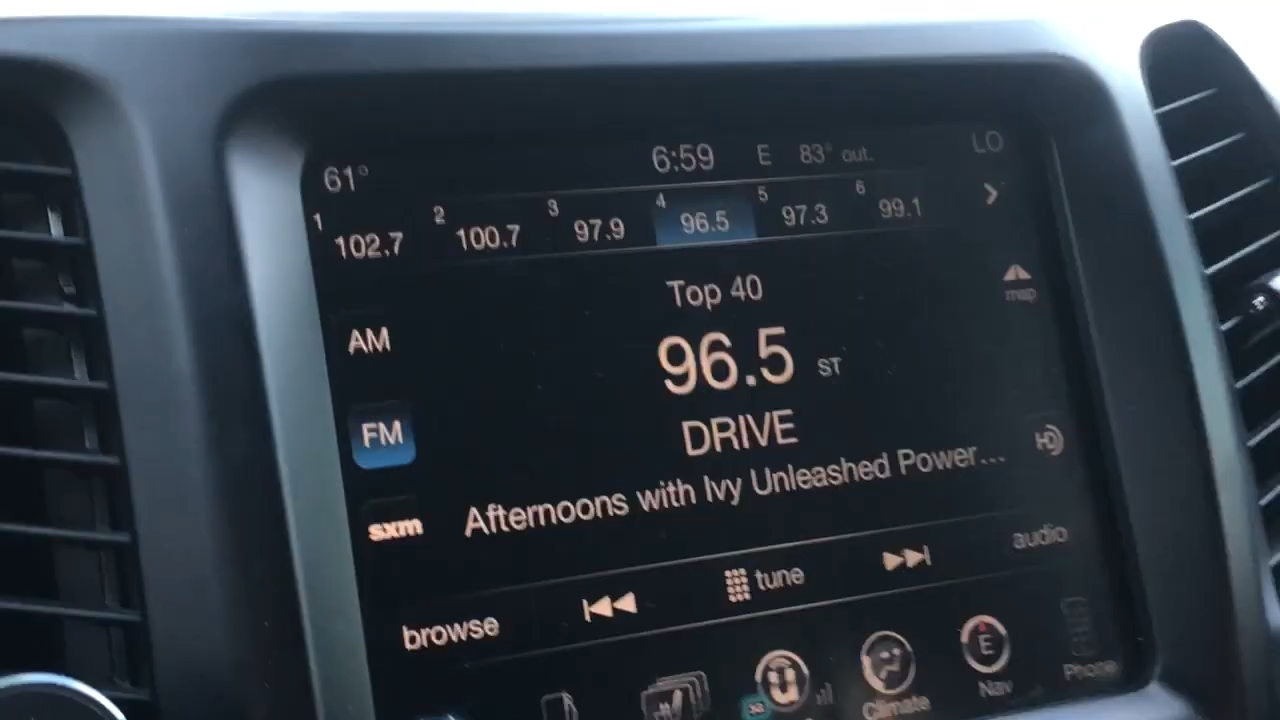 61° 6:59 E 83° out. LO
1 102.7 2 100.7 3 97.9 4 96.5 5 97.3 6 99.1
Top 40
map
AM
96.5 ST
FM
DRIVE
HD
sxm
Afternoons with Ivy Unleashed Power...
browse
tune
audio
Climate
Nav
E
Phone